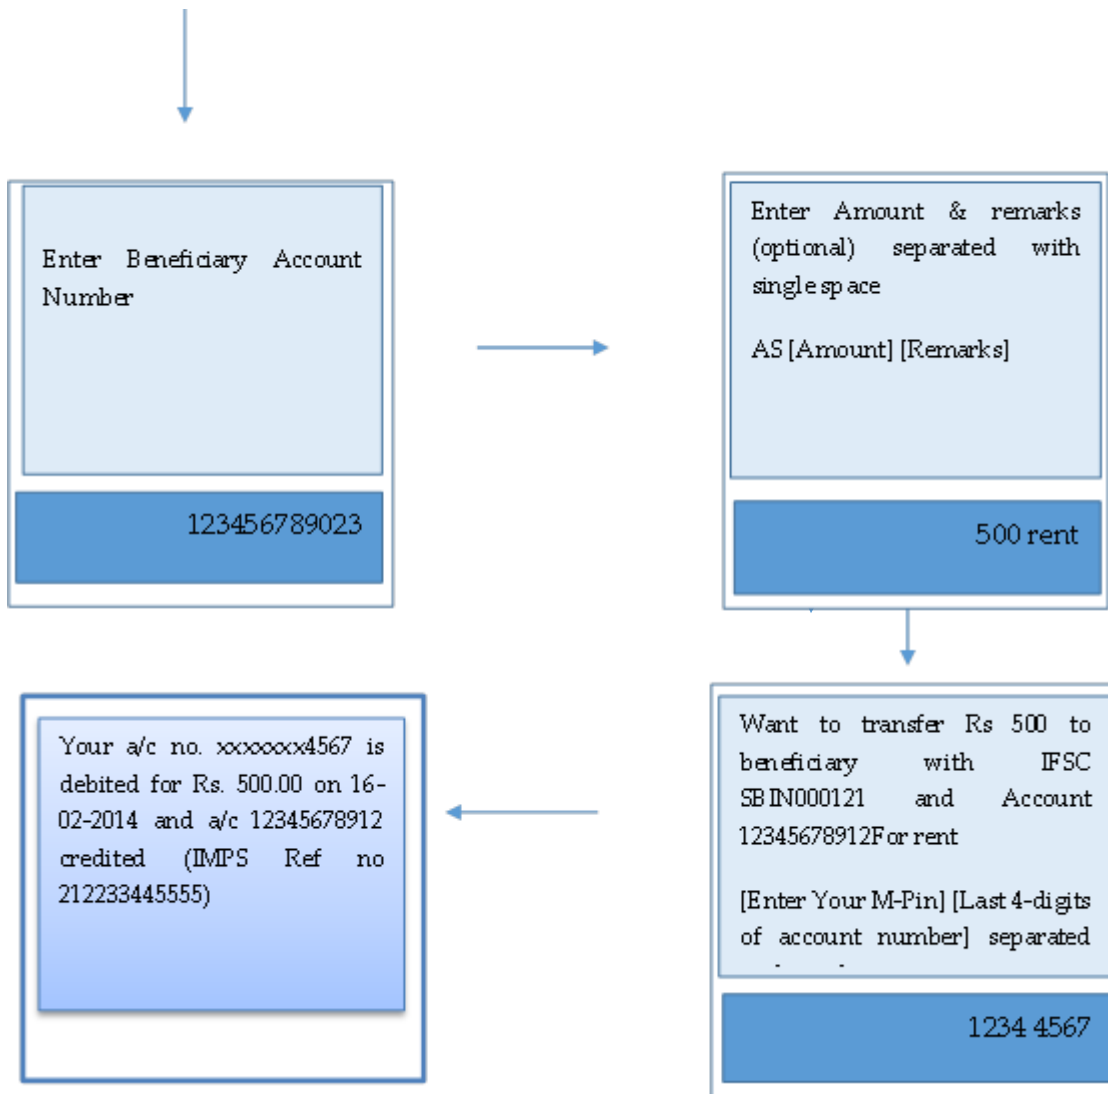 Enter Beneficiary Account
Number
123456789023
Enter Amount & remarks
(optional) separated with
single space
AS [Amount] [Remarks]
500 rent
Want to transfer Rs 500 to
beneficiary with IFSC
SBIN000121 and Account
12345678912For rent
[Enter Your M-Pin] [Last 4-digits
of account number] separated
1234 4567
Your a/c no. xxxxxxx4567 is
debited for Rs. 500.00 on 16-
02-2014 and a/c 12345678912
credited (IMPS Ref no
212233445555)